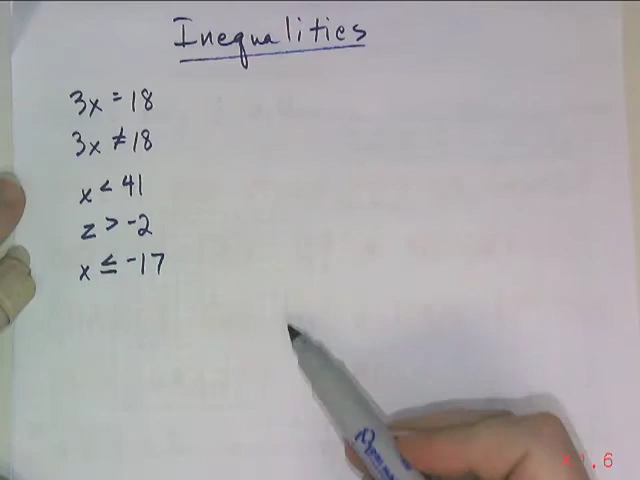 Inequalities
3x = 18
3x ≠ 18
x < 41
z > -2
x ≤ -17